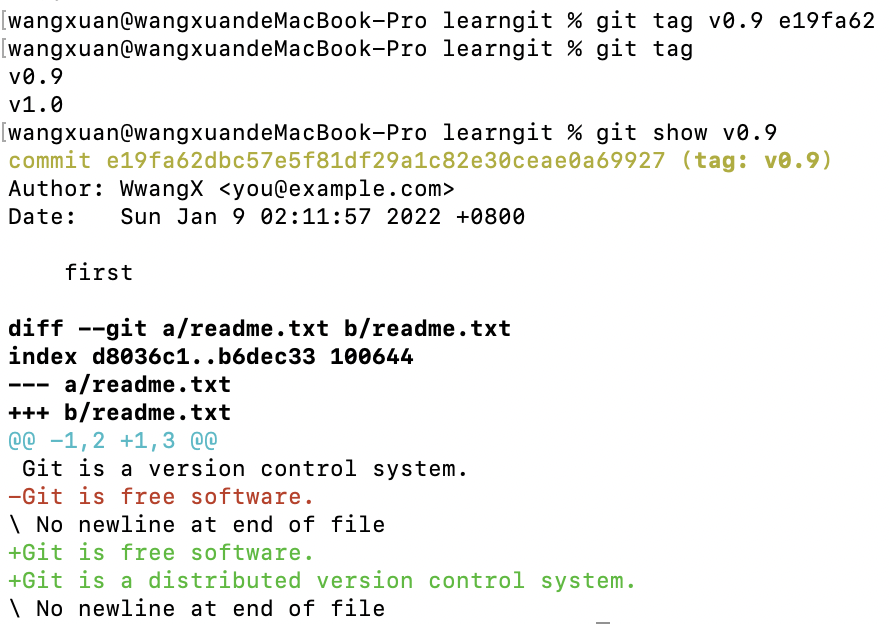 [wangxuan@wangxuandeMacBook-Pro learngit % git tag v0.9 e19fa62
[wangxuan@wangxuandeMacBook-Pro learngit % git tag
v0.9
v1.0
[wangxuan@wangxuandeMacBook-Pro learngit % git show v0.9
commit e19fa62dbc57e5f81df29a1c82e30ceae0a69927 (tag: v0.9)
Author: WwangX <you@example.com>
Date:   Sun Jan 9 02:11:57 2022 +0800
    first
diff --git a/readme.txt b/readme.txt
index d8036c1..b6dec33 100644
--- a/readme.txt
+++ b/readme.txt
@@ -1,2 +1,3 @@
 Git is a version control system.
-Git is free software.
\ No newline at end of file
+Git is free software.
+Git is a distributed version control system.
\ No newline at end of file